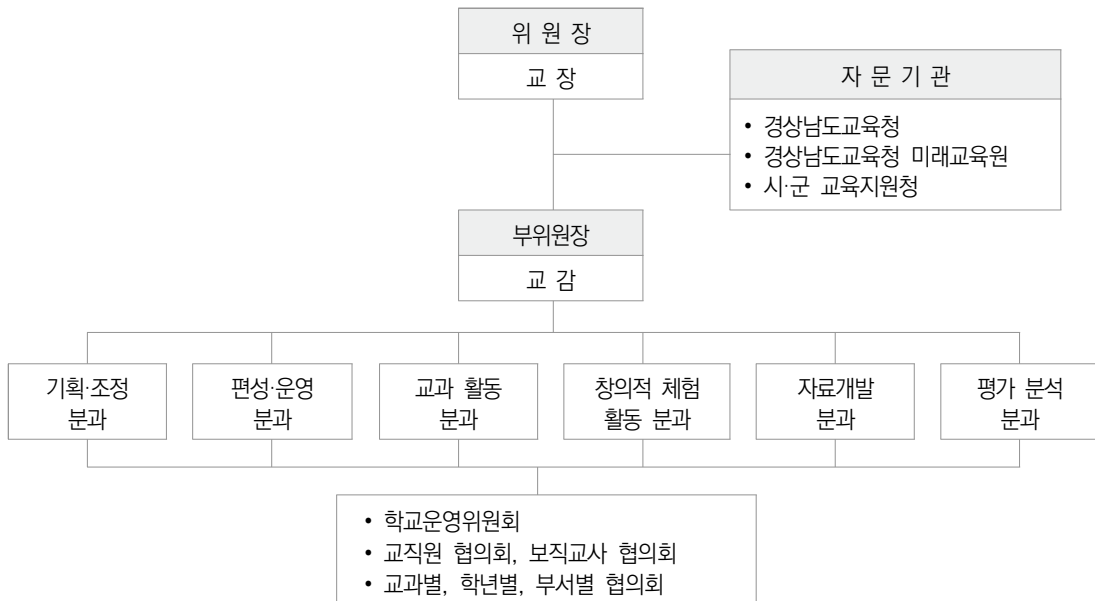 위 원 장
교 장
자 문 기 관
• 경상남도교육청
• 경상남도교육청 미래교육원
• 시·군 교육지원청
부위원장
교 감
기획·조정
분과
편성·운영
분과
교과 활동
분과
창의적 체험
활동 분과
자료개발
분과
평가 분석
분과
• 학교운영위원회
• 교직원 협의회, 보직교사 협의회
• 교과별, 학년별, 부서별 협의회